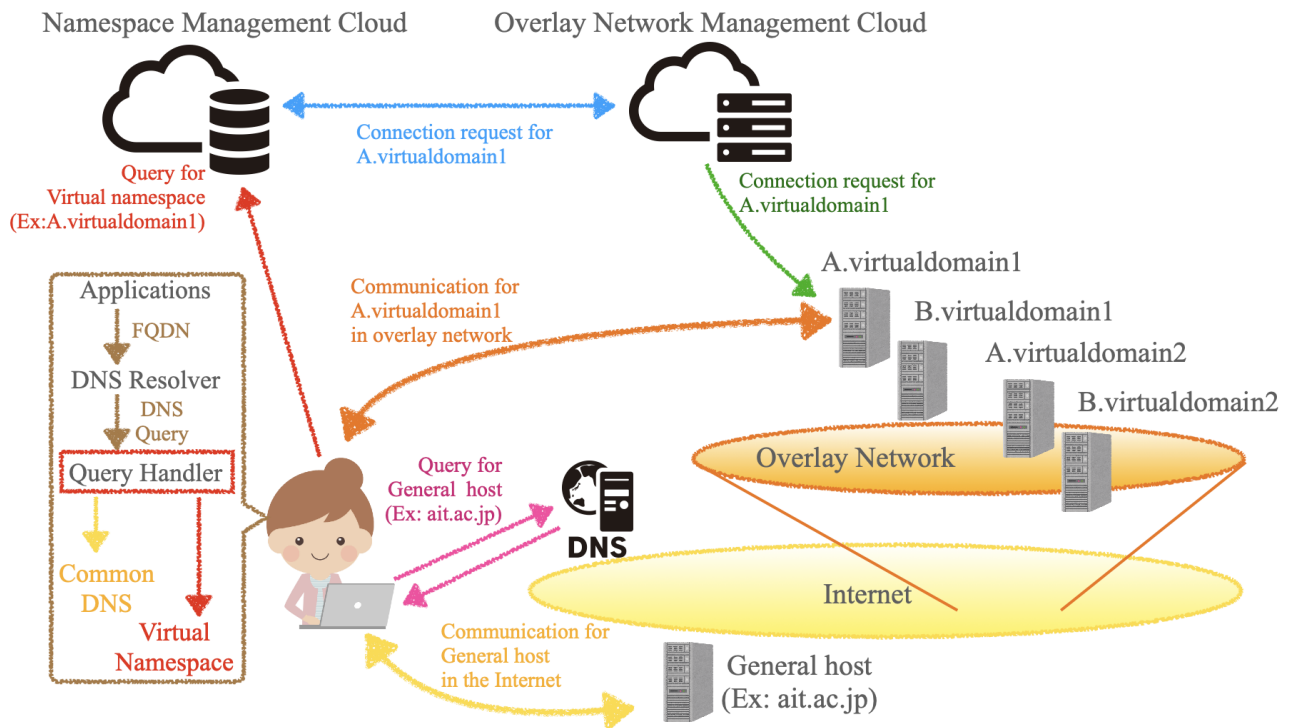 Namespace Management Cloud
Overlay Network Management Cloud
Connection request for
A.virtualdomain1
Query for
Virtual namespace
(Ex:A.virtualdomain1)
Connection request for
A.virtualdomain1
Applications
FQDN
DNS Resolver
DNS
Query
Query Handler
Common
DNS
Virtual
Namespace
Communication for
A.virtualdomain1
in overlay network
A.virtualdomain1
B.virtualdomain1
A.virtualdomain2
B.virtualdomain2
Overlay Network
Query for
General host
(Ex: ait.ac.jp)
DNS
Internet
Communication for
General host
in the Internet
General host
(Ex: ait.ac.jp)